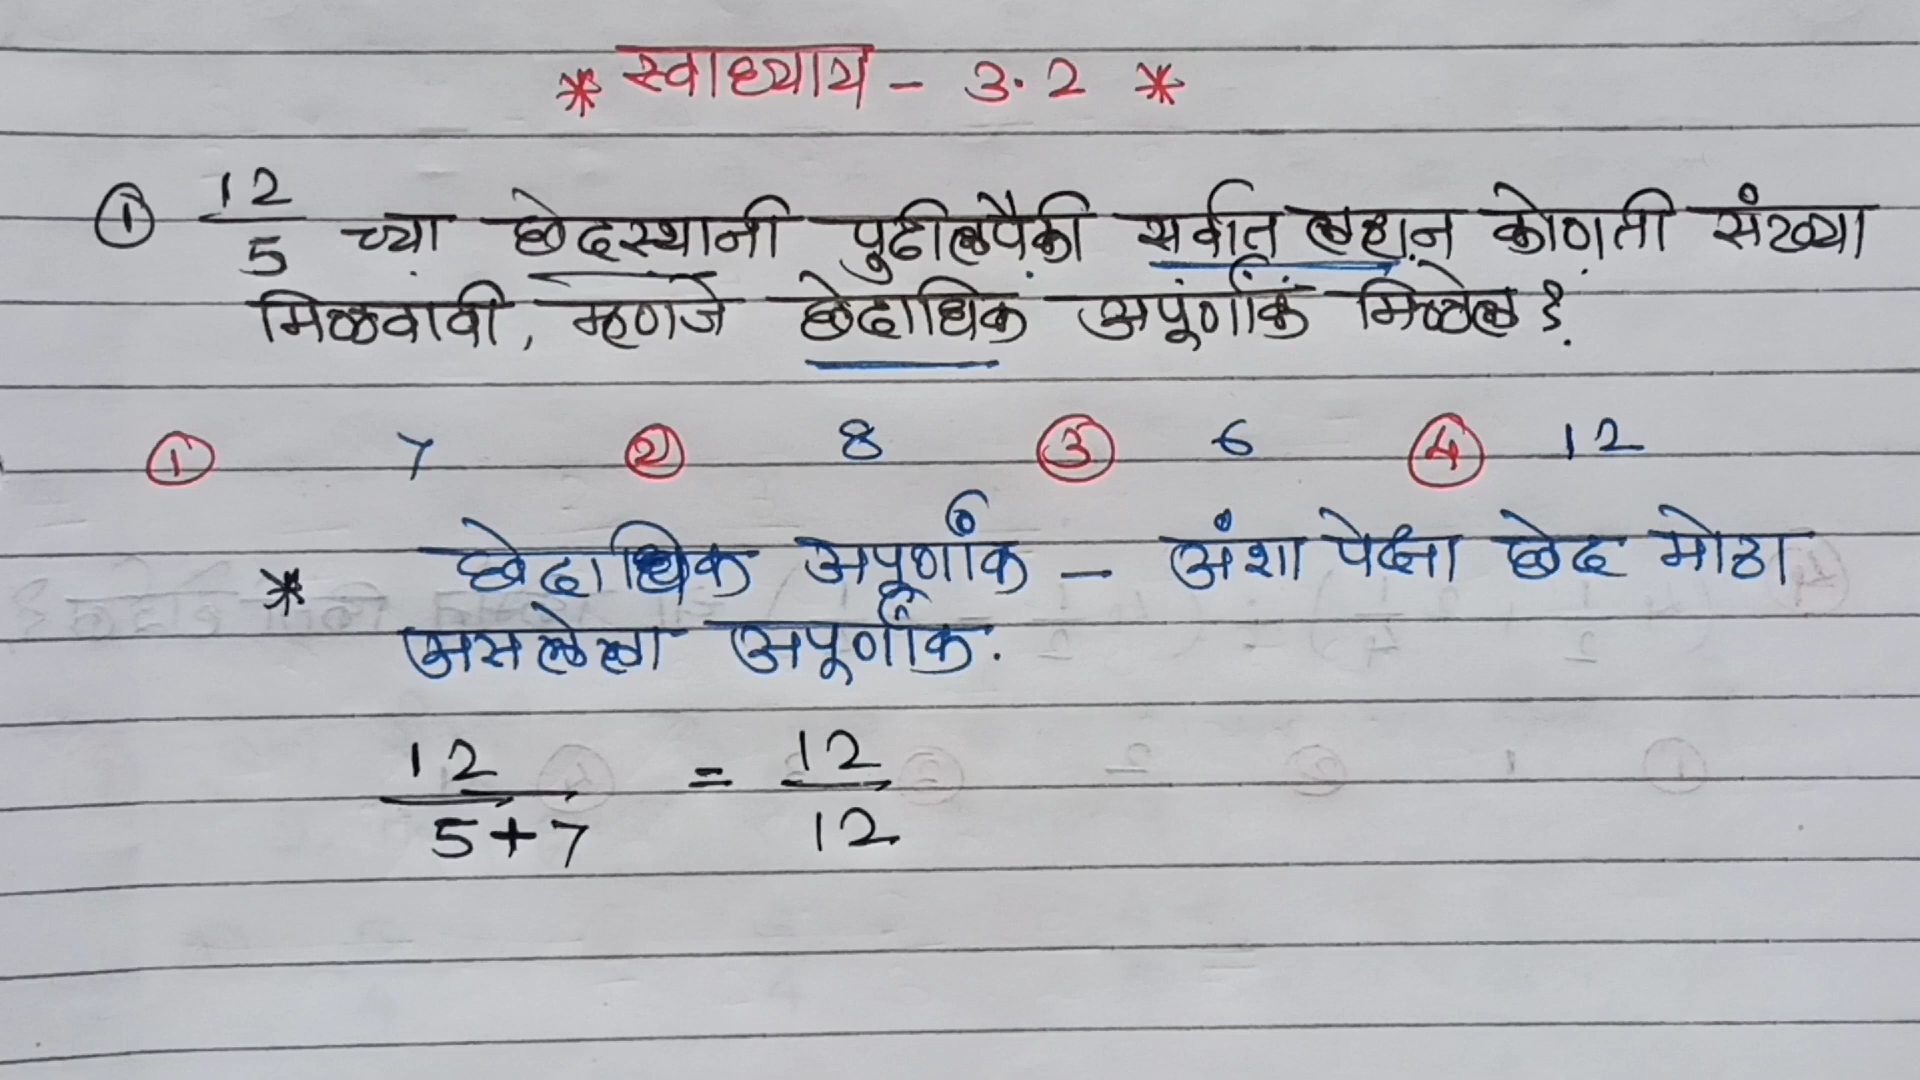 * स्वाध्याय - 3.2 *
① 12/5 च्या छेदस्थानी पुढीलपैकी सर्वात लहान कोणती संख्या
मिळवावी, म्हणजे छेदाधिक अपूर्णांक मिळेल?
① 7 ② 8 ③ 6 ④ 12
* छेदाधिक अपूर्णांक - अंशा पेक्षा छेद मोठा
असलेला अपूर्णांक.
12/5+7 = 12/12